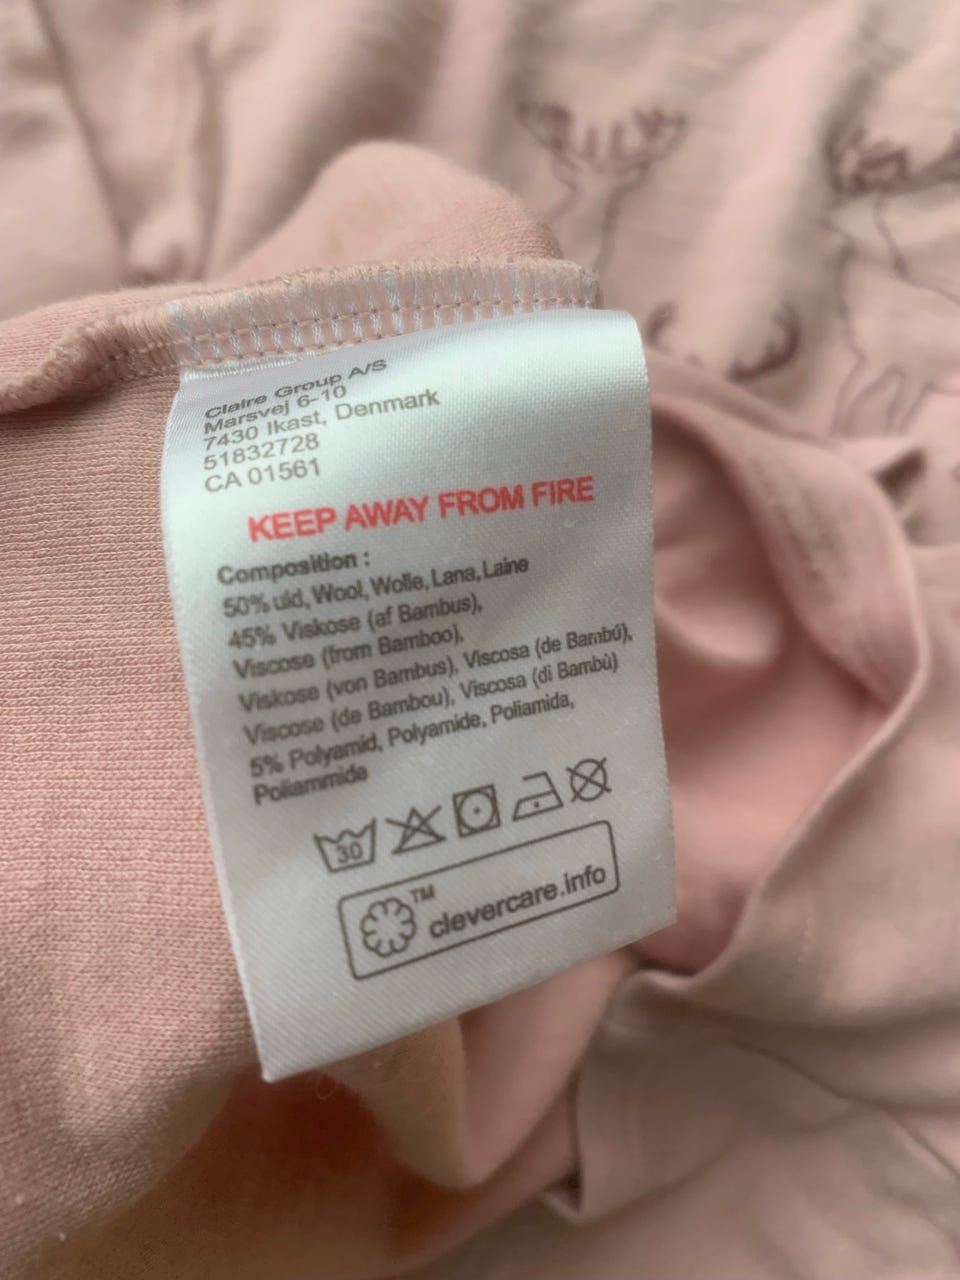 Claire Group A/S
Marsvej 6-10
7430 Ikast, Denmark
51832728
CA 01561
KEEP AWAY FROM FIRE
Composition :
50% uld, Wool, Wolle, Lana, Laine
45% Viskose (af Bambus),
Viscose (from Bamboo),
Viskose (von Bambus), Viscosa (de Bambú),
Viscose (de Bambou), Viscosa (di Bambù)
5% Polyamid, Polyamide, Poliamida,
Poliammide
30
TM
clevercare.info